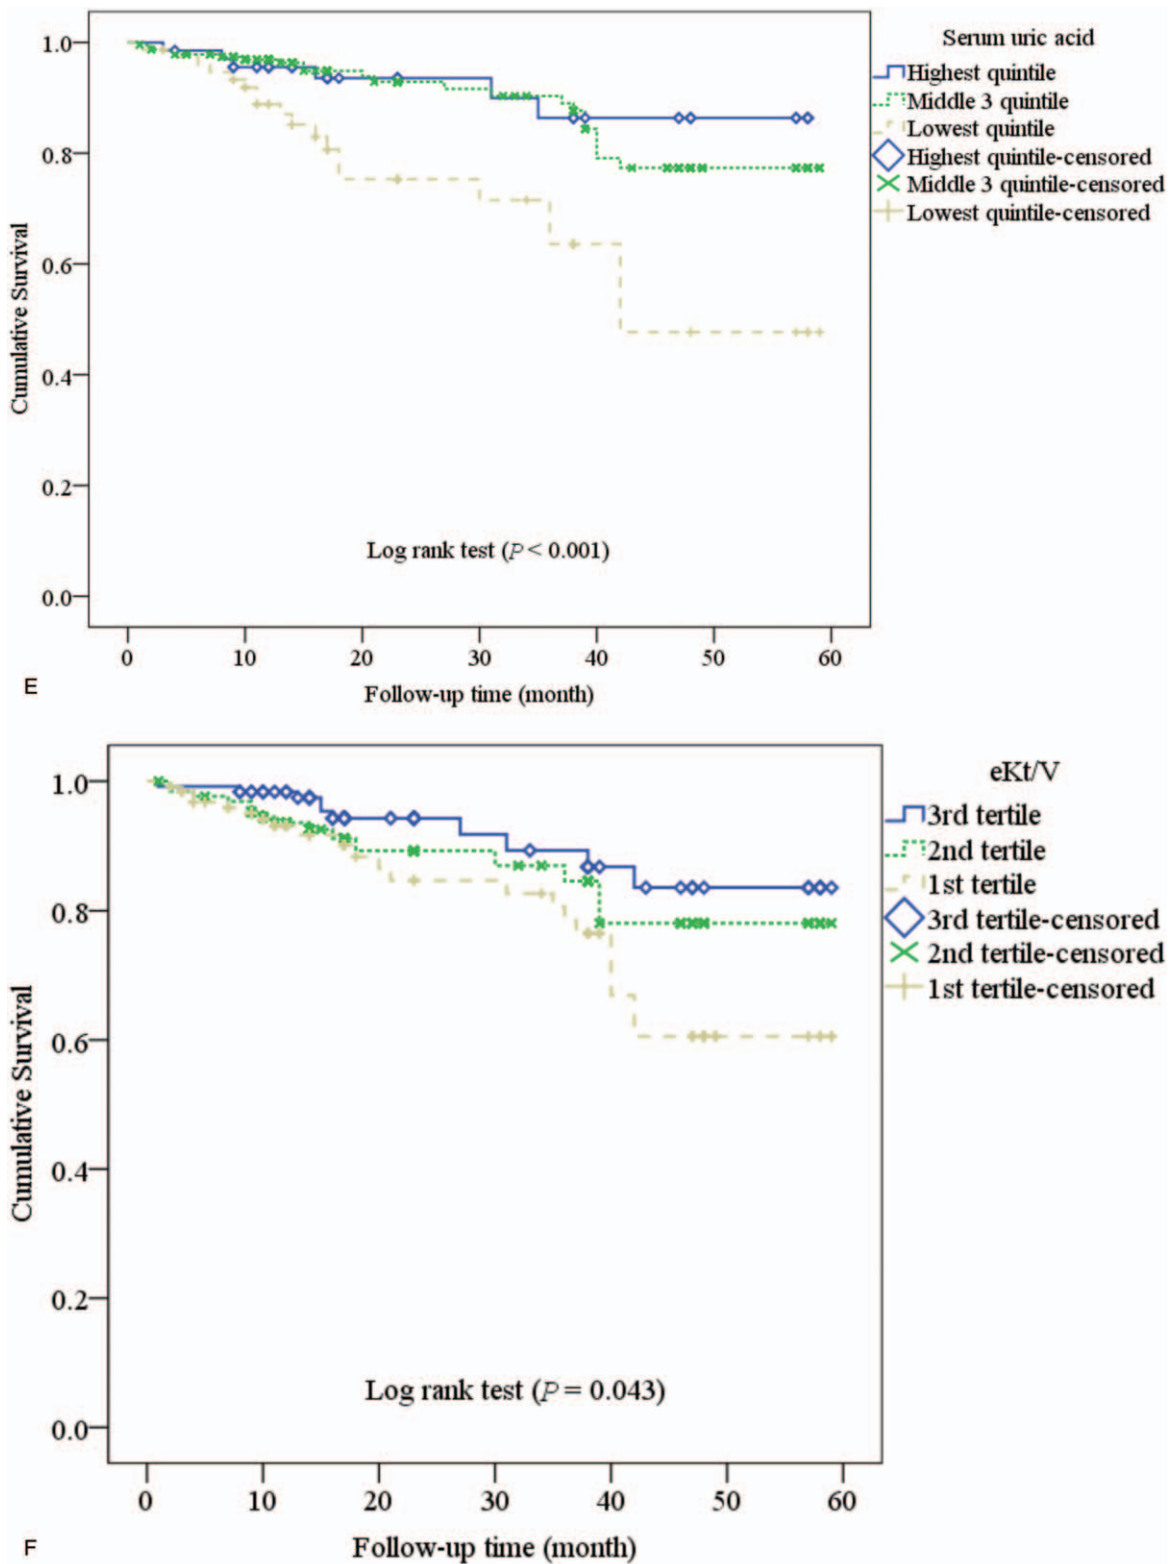 Serum uric acid
Highest quintile
Middle 3 quintile
Lowest quintile
Highest quintile-censored
Middle 3 quintile-censored
Lowest quintile-censored
1.0
0.8
0.6
0.4
0.2
0.0
Cumulative Survival
Log rank test (P < 0.001)
0 10 20 30 40 50 60
Follow-up time (month)
E
eKt/V
3rd tertile
2nd tertile
1st tertile
3rd tertile-censored
2nd tertile-censored
1st tertile-censored
1.0
0.8
0.6
0.4
0.2
0.0
Cumulative Survival
Log rank test (P = 0.043)
0 10 20 30 40 50 60
Follow-up time (month)
F